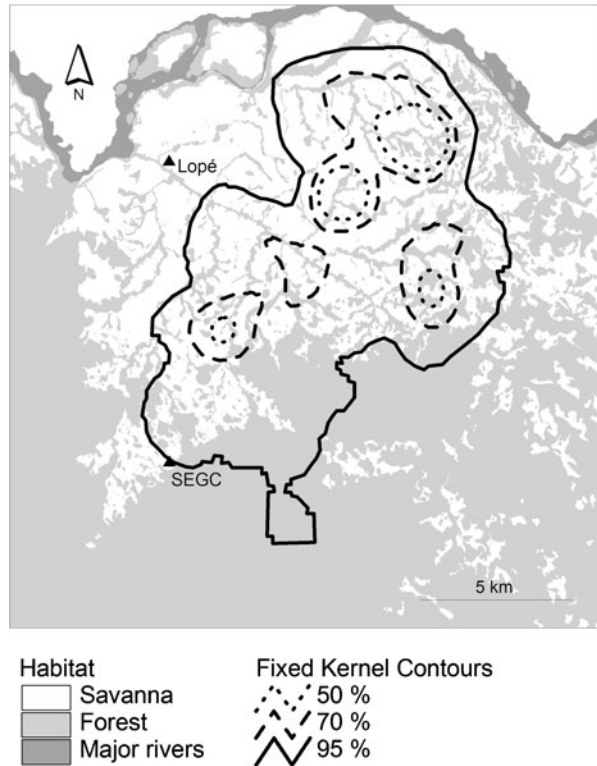 N
Lopé
SEGC
5 km
Habitat
Savanna
Forest
Major rivers
Fixed Kernel Contours
50 %
70 %
95 %